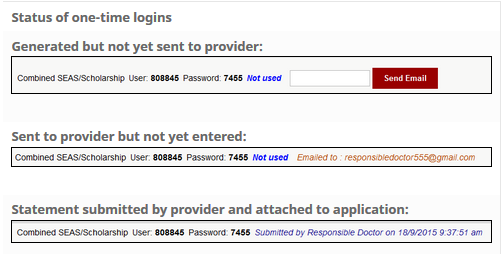 Status of one-time logins
Generated but not yet sent to provider:
Combined SEAS/Scholarship User: 808845 Password: 7455 Not used Send Email
Sent to provider but not yet entered:
Combined SEAS/Scholarship User: 808845 Password: 7455 Not used Emailed to : responsibledoctor555@gmail.com
Statement submitted by provider and attached to application:
Combined SEAS/Scholarship User: 808845 Password: 7455 Submitted by Responsible Doctor on 18/9/2015 9:37:51 am